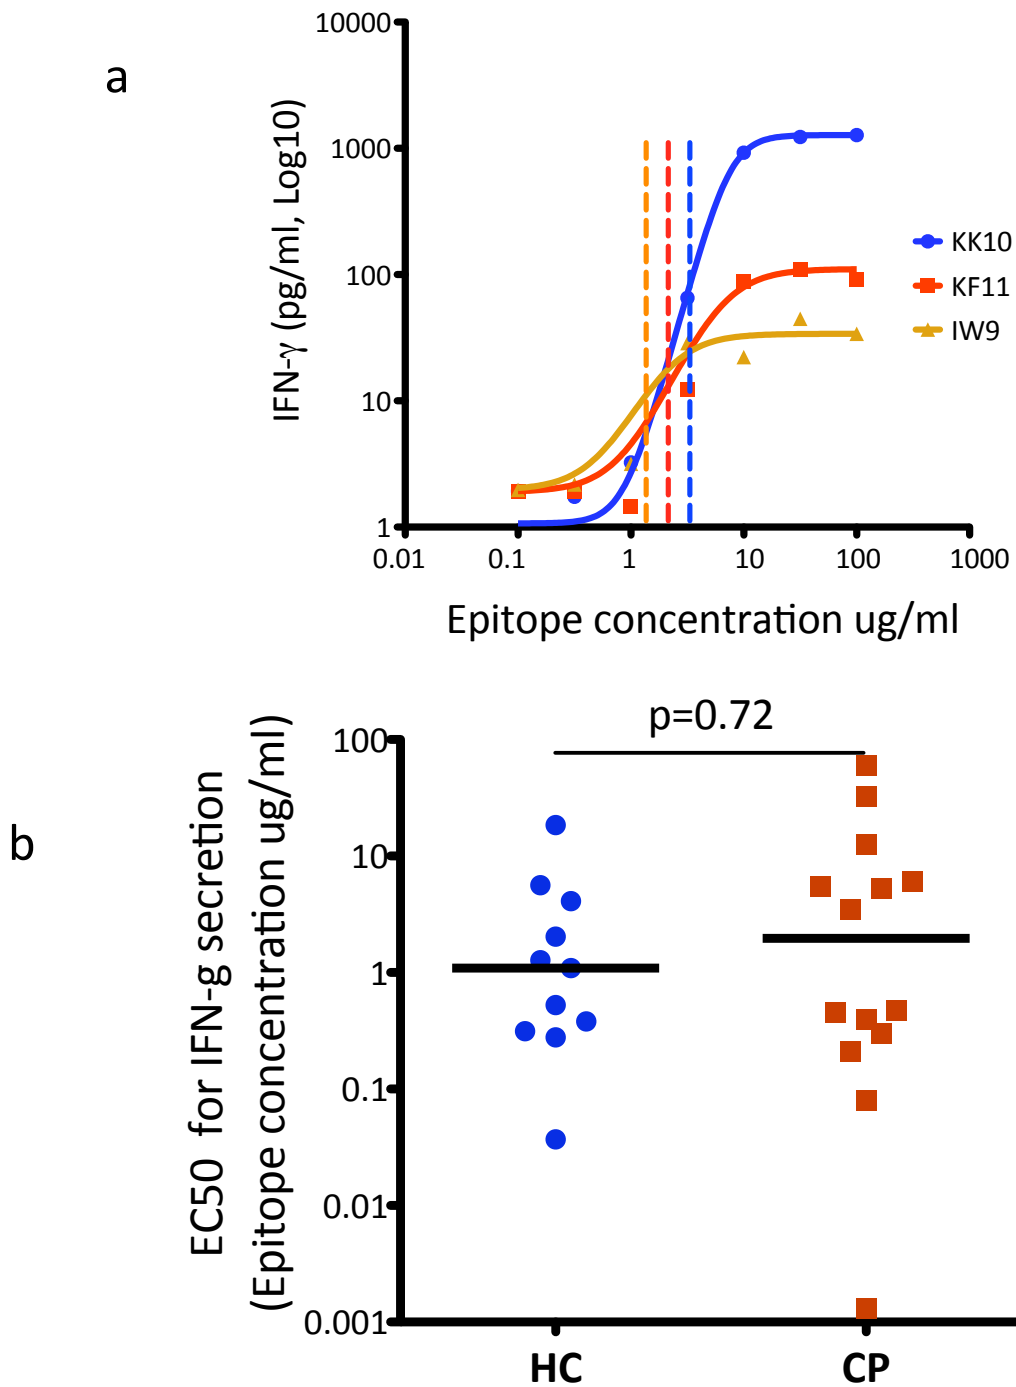 a
10000
1000
100
10
1
IFN-γ (pg/ml, Log10)
0.01
0.1
1
10
100
1000
Epitope concentration ug/ml
KK10
KF11
IW9
b
p=0.72
100
10
1
0.1
0.01
0.001
EC50 for IFN-g secretion
(Epitope concentration ug/ml)
HC
CP